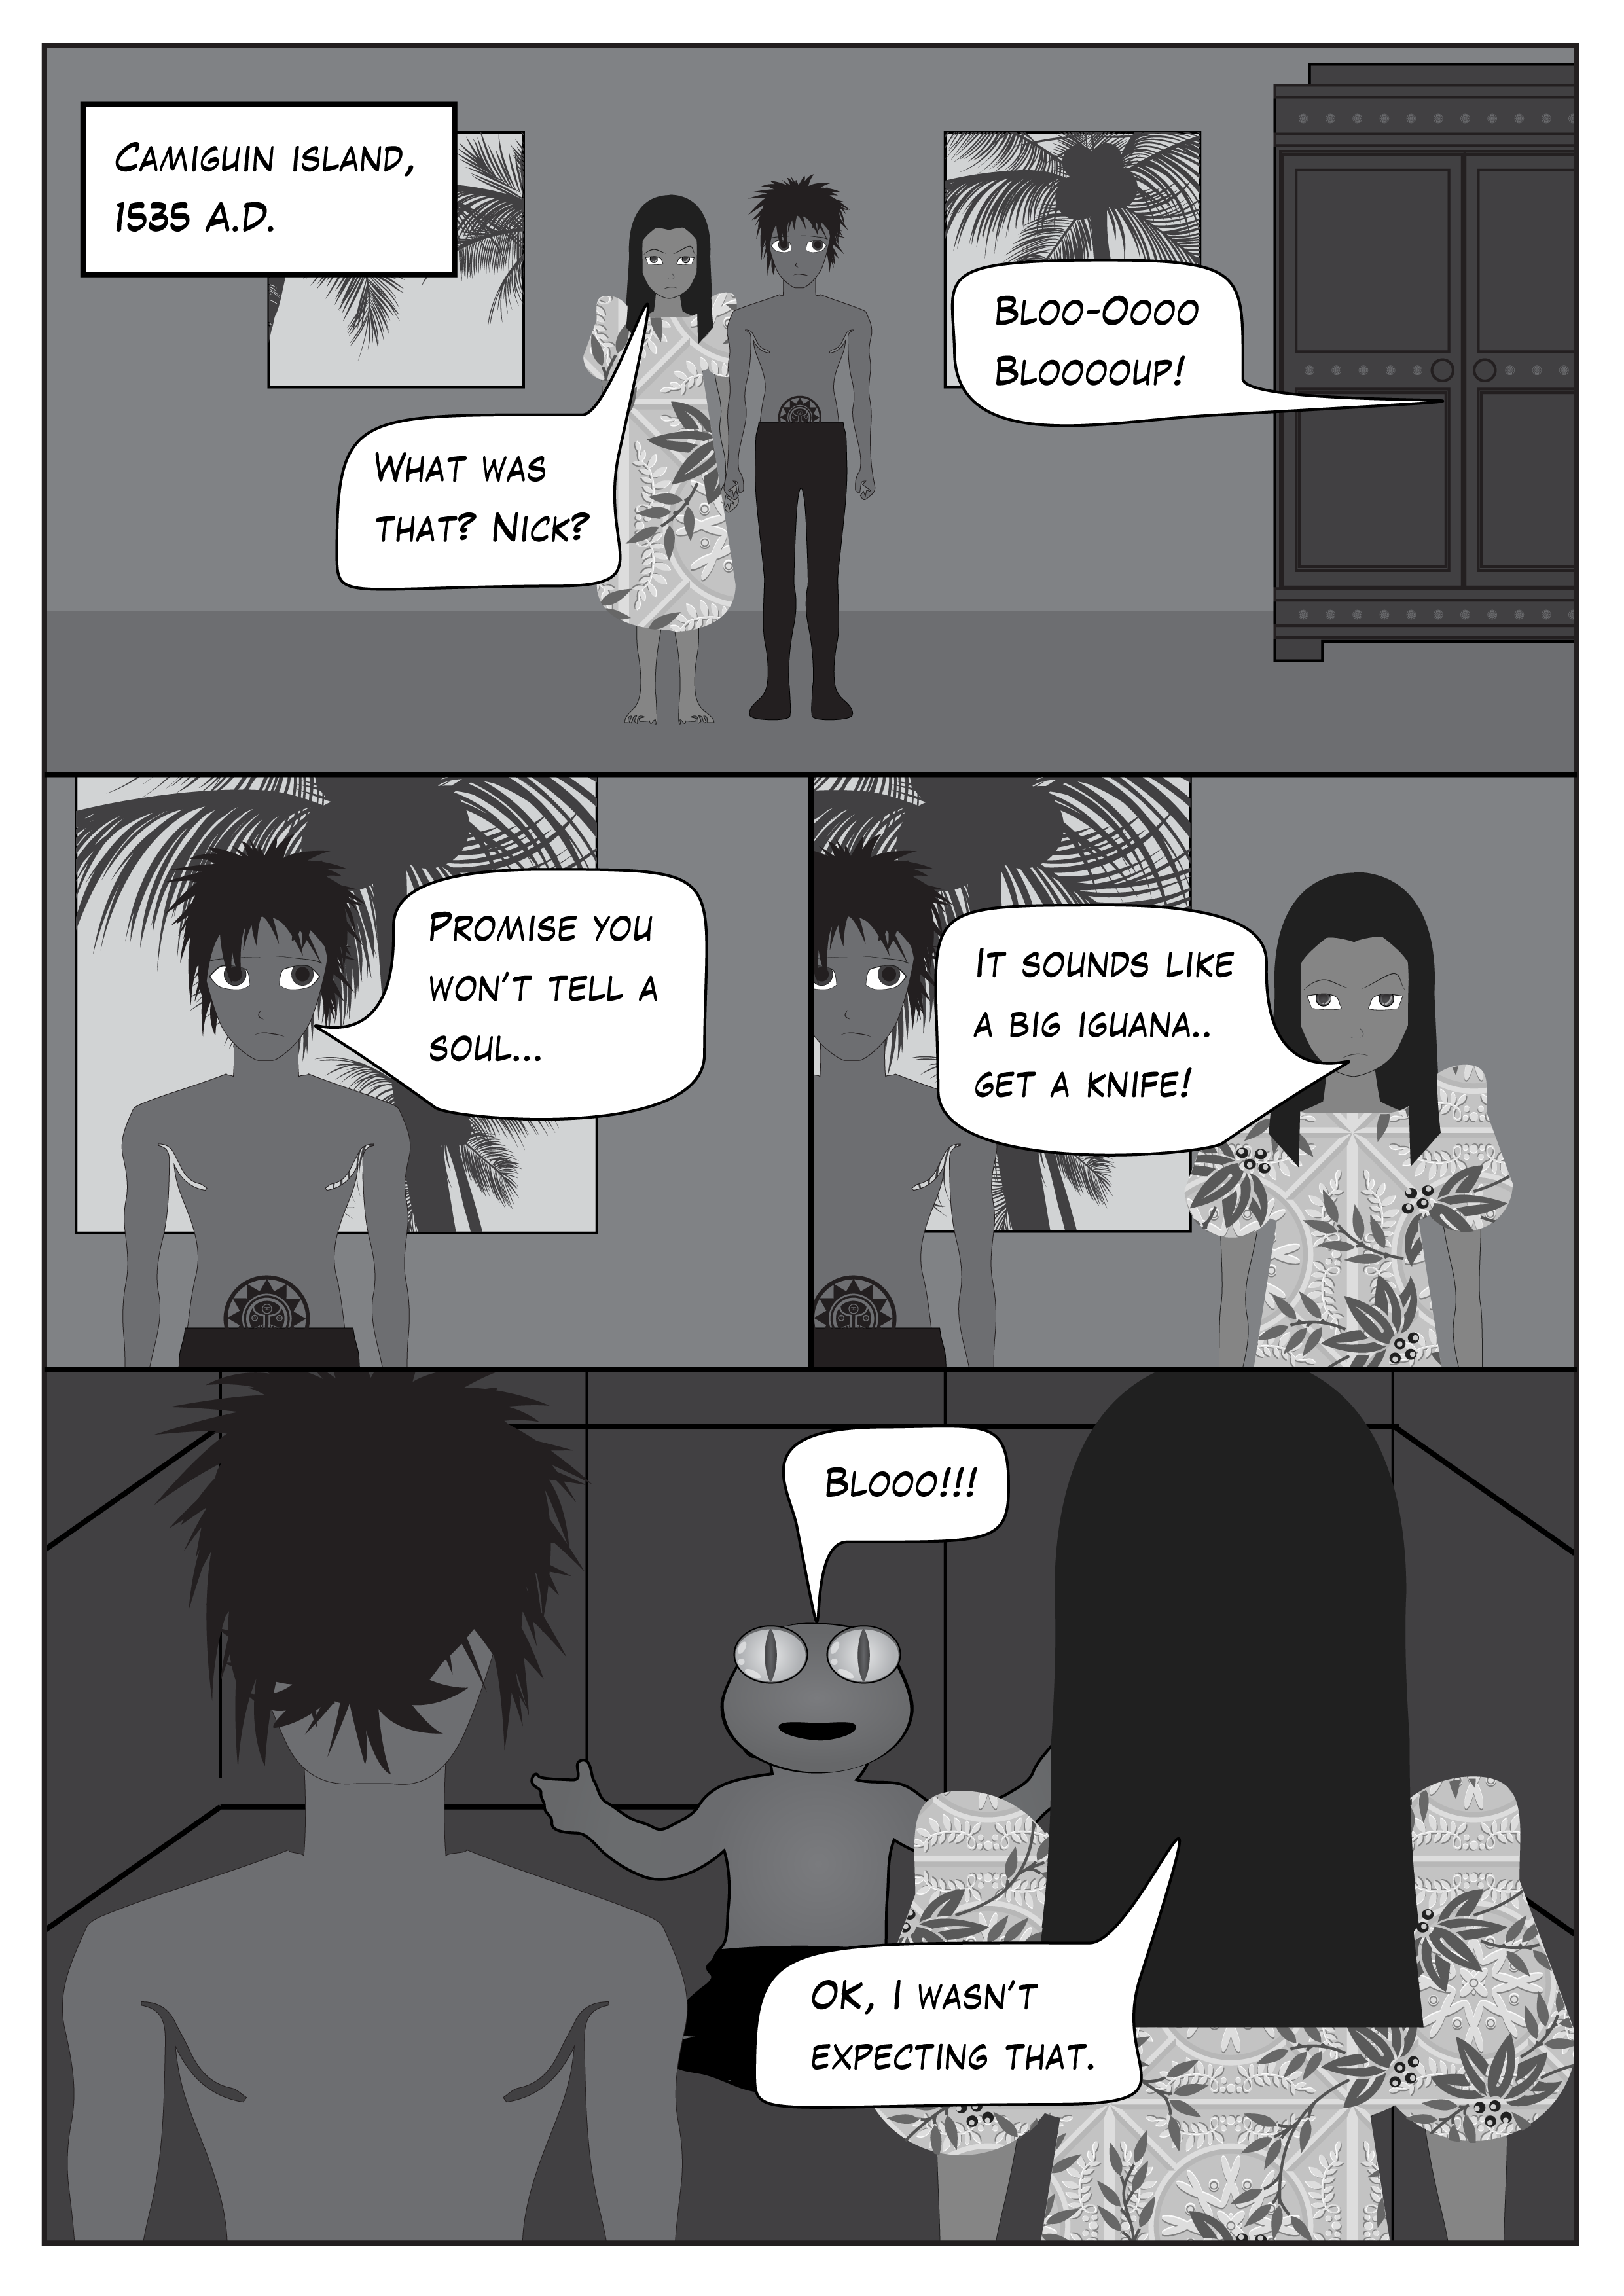 Camiguin island,
1535 A.D.
What was
that? Nick?
Bloo-Oooo
Blooooup!
Promise you
won't tell a
soul...
It sounds like
a big iguana..
get a knife!
Blooo!!!
OK, I wasn't
expecting that.